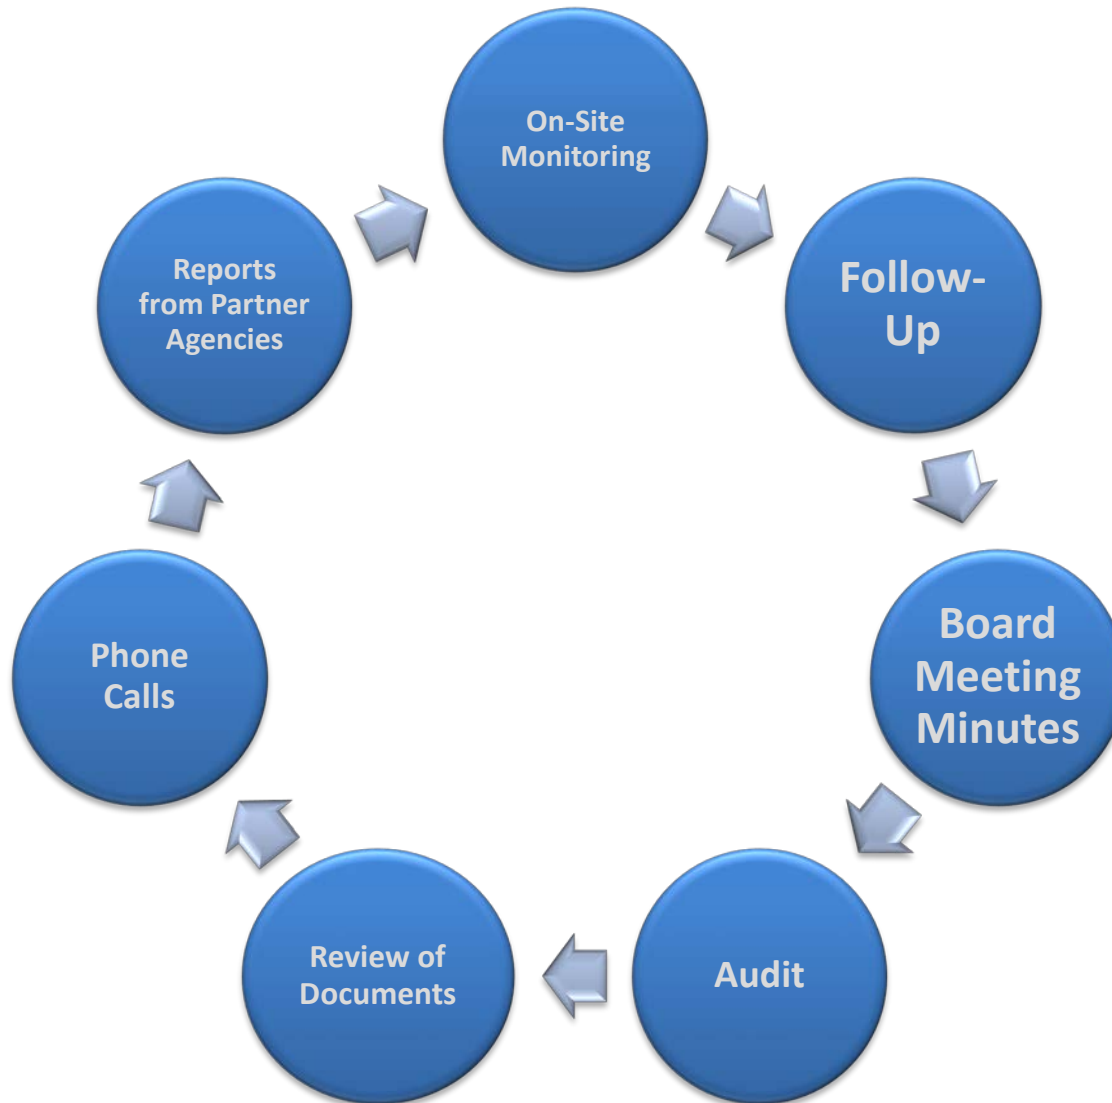 On-Site
Monitoring
Follow-
Up
Board
Meeting
Minutes
Audit
Review of
Documents
Phone
Calls
Reports
from Partner
Agencies